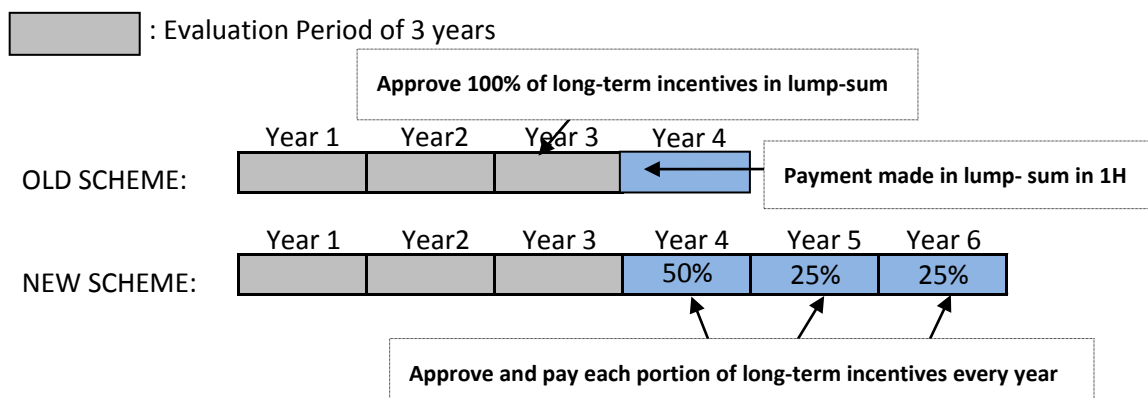 : Evaluation Period of 3 years
Approve 100% of long-term incentives in lump-sum
Year 1 Year2 Year 3 Year 4
OLD SCHEME:
Payment made in lump- sum in 1H
Year 1 Year2 Year 3 Year 4 Year 5 Year 6
NEW SCHEME: 50% 25% 25%
Approve and pay each portion of long-term incentives every year